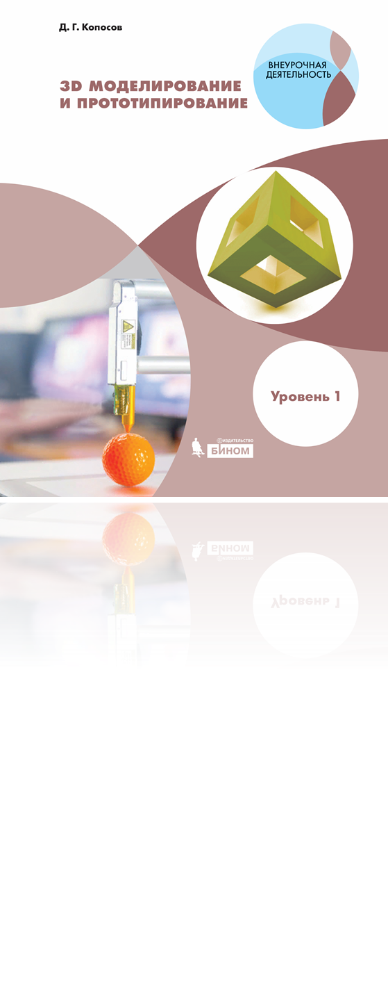 Д. Г. Копосов
ВНЕУРОЧНАЯ
ДЕЯТЕЛЬНОСТЬ
3D МОДЕЛИРОВАНИЕ
И ПРОТОТИПИРОВАНИЕ
Уровень 1
ИЗДАТЕЛЬСТВО
БИНОМ